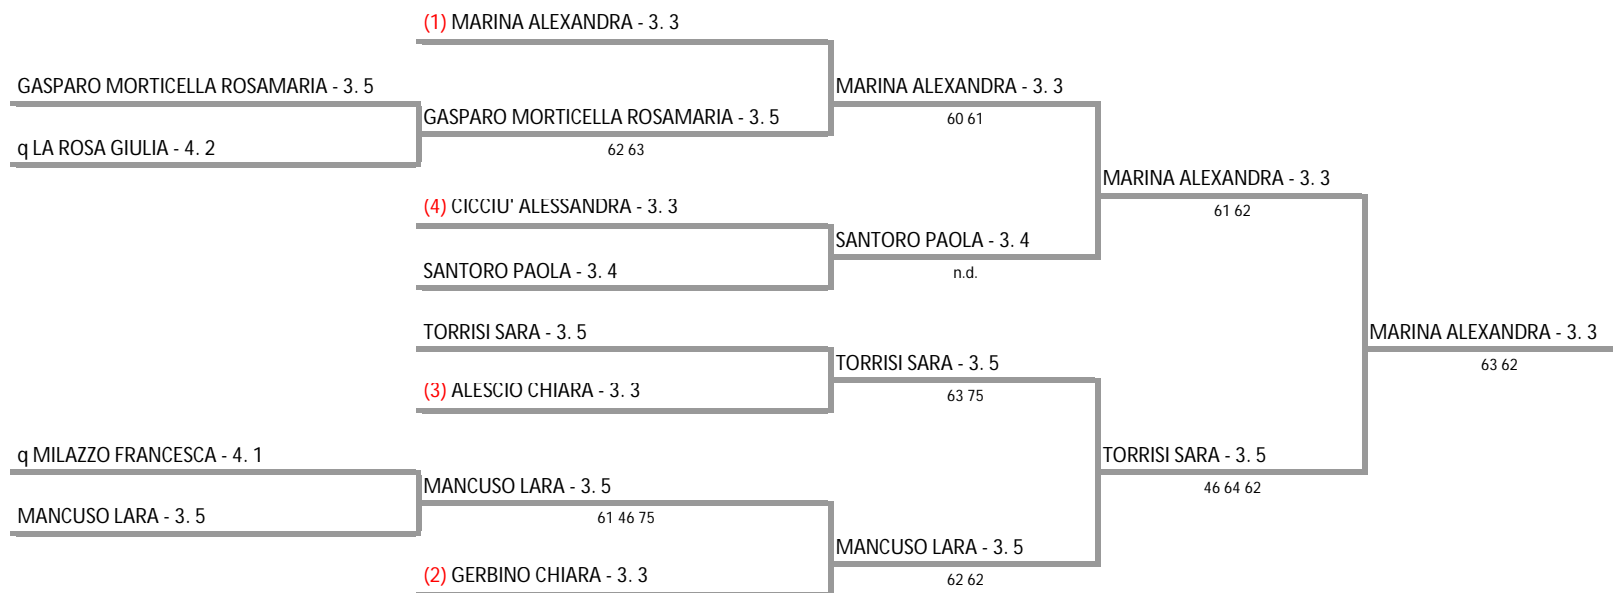 (1) MARINA ALEXANDRA - 3. 3
GASPARO MORTICELLA ROSAMARIA - 3. 5
MARINA ALEXANDRA - 3. 3
GASPARO MORTICELLA ROSAMARIA - 3. 5
60 61
q LA ROSA GIULIA - 4. 2
62 63
MARINA ALEXANDRA - 3. 3
(4) CICCIU' ALESSANDRA - 3. 3
61 62
SANTORO PAOLA - 3. 4
SANTORO PAOLA - 3. 4
n.d.
TORRISI SARA - 3. 5
MARINA ALEXANDRA - 3. 3
TORRISI SARA - 3. 5
63 62
(3) ALESCIO CHIARA - 3. 3
63 75
q MILAZZO FRANCESCA - 4. 1
TORRISI SARA - 3. 5
MANCUSO LARA - 3. 5
46 64 62
MANCUSO LARA - 3. 5
61 46 75
MANCUSO LARA - 3. 5
(2) GERBINO CHIARA - 3. 3
62 62